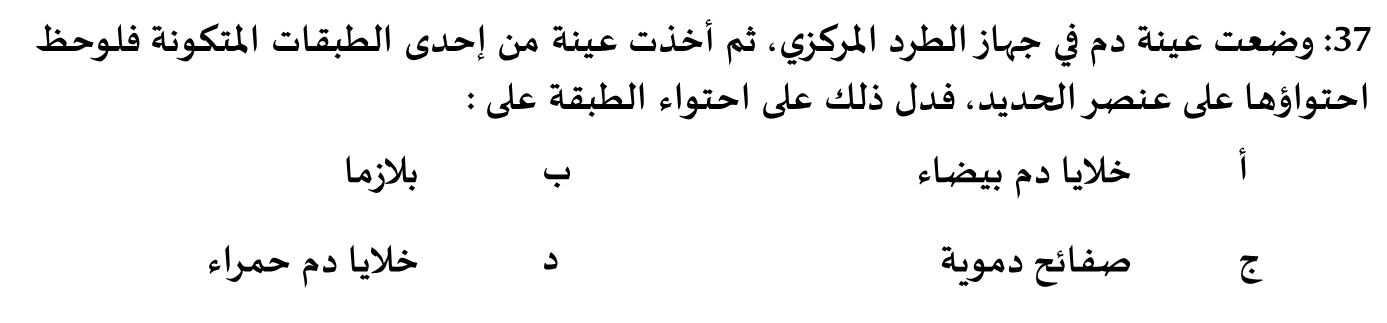 37: وضعت عينة دم في جهاز الطرد المركزي، ثم أخذت عينة من إحدى الطبقات المتكونة فلوحظ
احتواؤها على عنصر الحديد، فدل ذلك على احتواء الطبقة على :
أ خلايا دم بيضاء ب بلازما
ج صفائح دموية د خلايا دم حمراء